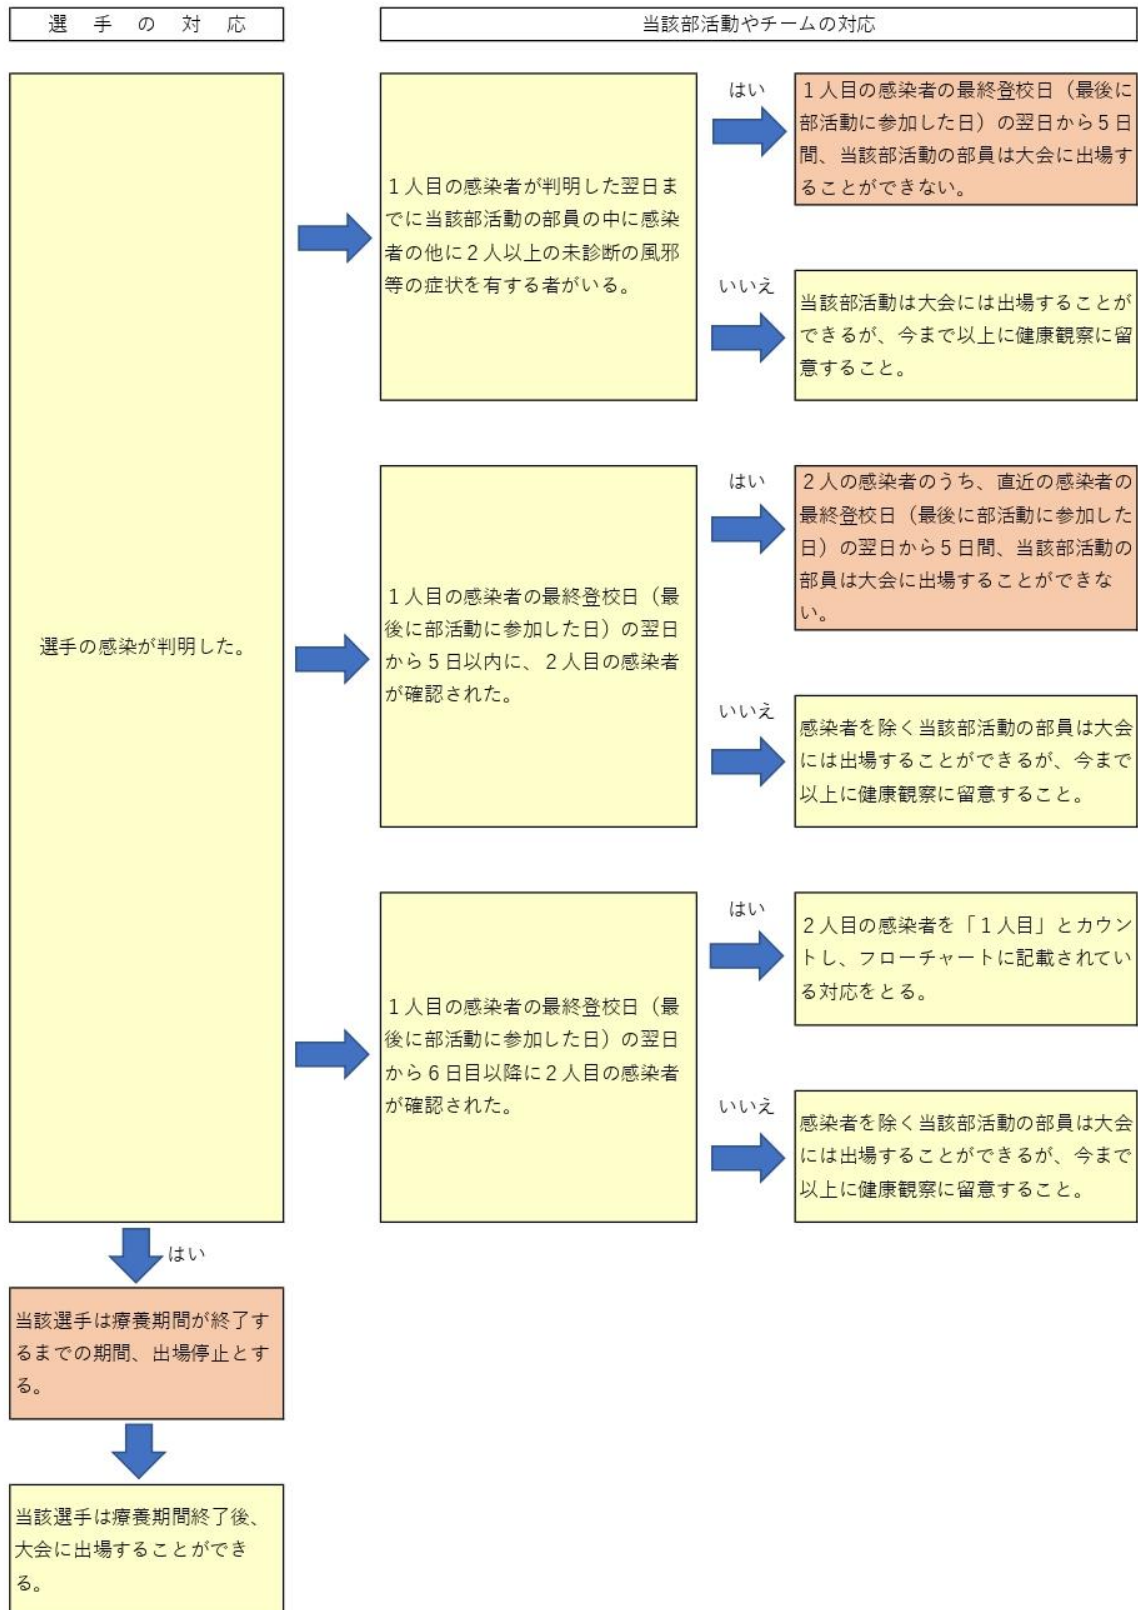 選手の対応
当該部活動やチームの対応
選手の感染が判明した。
はい
当該選手は療養期間が終了す
るまでの期間、出場停止とす
る。
当該選手は療養期間終了後、
大会に出場することができ
る。
１人目の感染者が判明した翌日ま
でに当該部活動の部員の中に感染
者の他に２人以上の未診断の風邪
等の症状を有する者がいる。
はい
１人目の感染者の最終登校日（最後に
部活動に参加した日）の翌日から５日
間、当該部活動の部員は大会に出場す
ることができない。
いいえ
当該部活動は大会には出場することが
できるが、今まで以上に健康観察に留
意すること。
１人目の感染者の最終登校日（最
後に部活動に参加した日）の翌日
から５日以内に、２人目の感染者
が確認された。
はい
２人の感染者のうち、直近の感染者の
最終登校日（最後に部活動に参加した
日）の翌日から５日間、当該部活動の
部員は大会に出場することができな
い。
いいえ
感染者を除く当該部活動の部員は大会
には出場することができるが、今まで
以上に健康観察に留意すること。
１人目の感染者の最終登校日（最
後に部活動に参加した日）の翌日
から６日目以降に２人目の感染者
が確認された。
はい
２人目の感染者を「１人目」とカウン
トし、フローチャートに記載されてい
る対応をとる。
いいえ
感染者を除く当該部活動の部員は大会
には出場することができるが、今まで
以上に健康観察に留意すること。